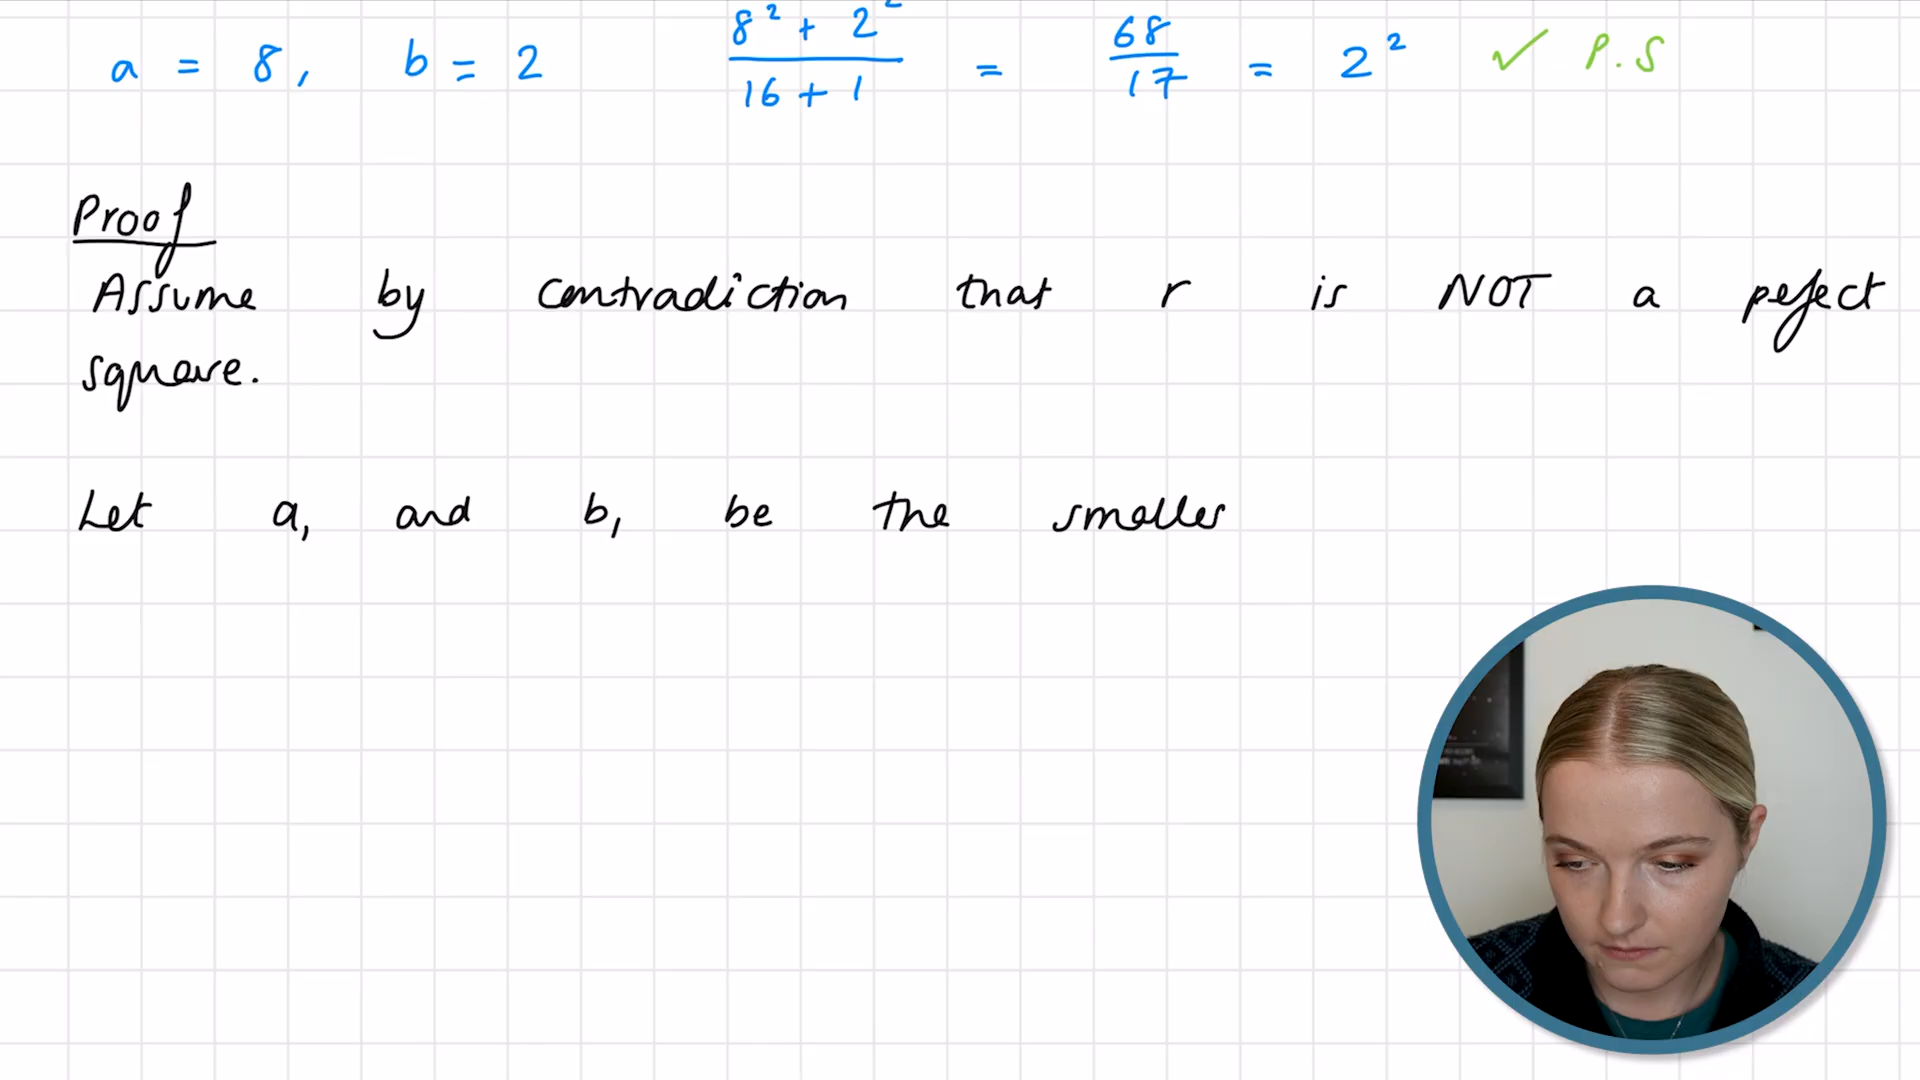 a = 8, b = 2 8² + 2² / 16 + 1 = 68 / 17 = 2² ✓ P.S
Proof
Assume by contradiction that r is NOT a pefect
square.
Let a, and b, be the smalles